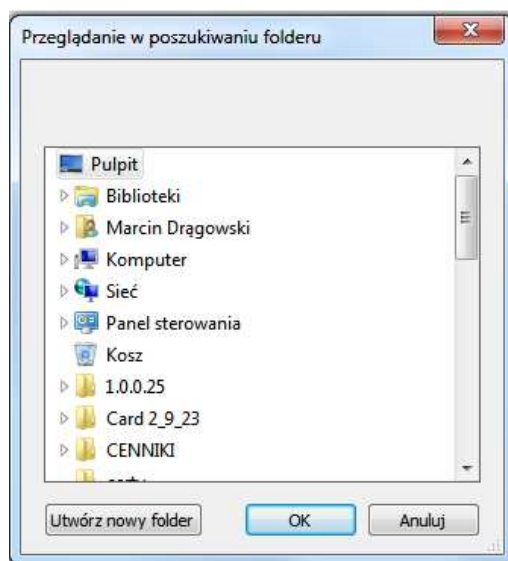 Przeglądanie w poszukiwaniu folderu
Pulpit
Biblioteki
Marcin Drągowski
Komputer
Sieć
Panel sterowania
Kosz
1.0.0.25
Card 2_9_23
CENNIKI
Utwórz nowy folder
OK
Anuluj